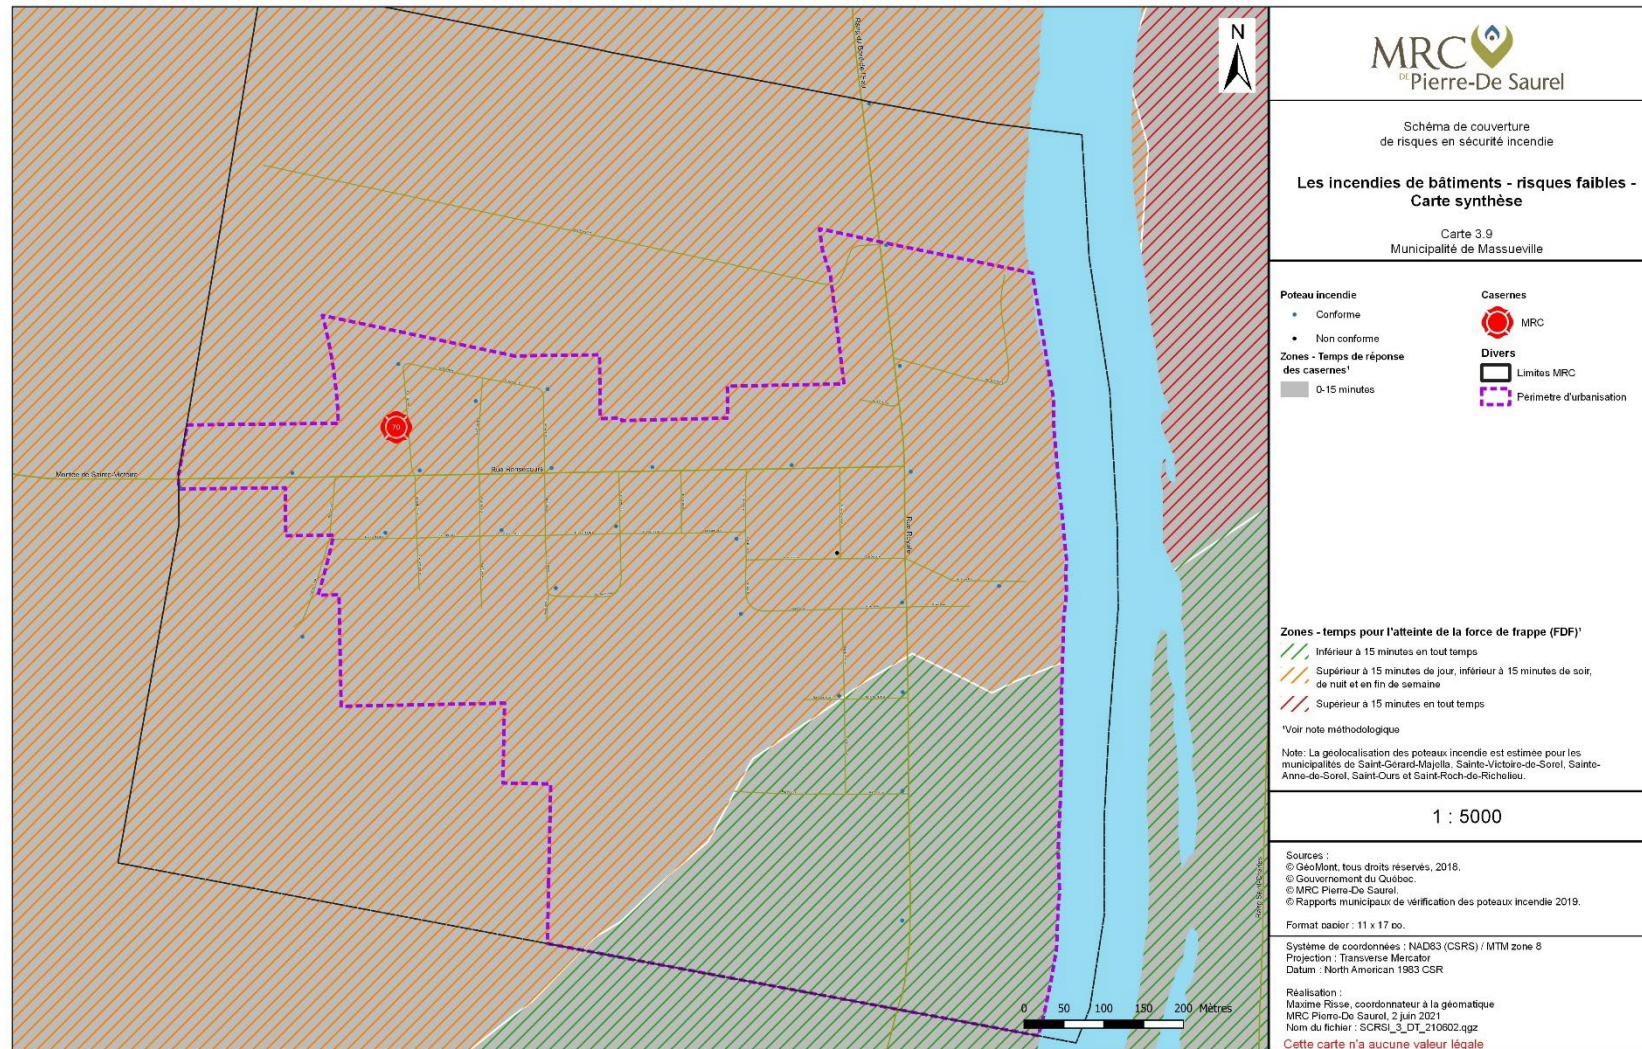 N
Rang du Bord-de-l'Eau
70
Montée de Sainte-Victoire
Rue Bonsecours
Rue Royale
0 50 100 150 200 Mètres
MRC
DE Pierre-De Saurel
Schéma de couverture
de risques en sécurité incendie
Les incendies de bâtiments - risques faibles -
Carte synthèse
Carte 3.9
Municipalité de Massueville
Poteau incendie
Conforme
Non conforme
Zones - Temps de réponse
des casernes¹
0-15 minutes
Casernes
MRC
Divers
Limites MRC
Périmètre d'urbanisation
Zones - temps pour l'atteinte de la force de frappe (FDF)¹
Inférieur à 15 minutes en tout temps
Supérieur à 15 minutes de jour, inférieur à 15 minutes de soir,
de nuit et en fin de semaine
Supérieur à 15 minutes en tout temps
¹Voir note méthodologique
Note: La géolocalisation des poteaux incendie est estimée pour les
municipalités de Saint-Gérard-Majella, Sainte-Victoire-de-Sorel, Sainte-
Anne-de-Sorel, Saint-Ours et Saint-Roch-de-Richelieu.
1 : 5000
Sources :
© GéoMont, tous droits réservés, 2018.
© Gouvernement du Québec.
© MRC Pierre-De Saurel.
© Rapports municipaux de vérification des poteaux incendie 2019.
Format papier : 11 x 17 po.
Système de coordonnées : NAD83 (CSRS) / MTM zone 8
Projection : Transverse Mercator
Datum : North American 1983 CSR
Réalisation :
Maxime Risse, coordonnateur à la géomatique
MRC Pierre-De Saurel, 2 juin 2021
Nom du fichier : SCRSI_3_DT_210602.qgz
Cette carte n'a aucune valeur légale